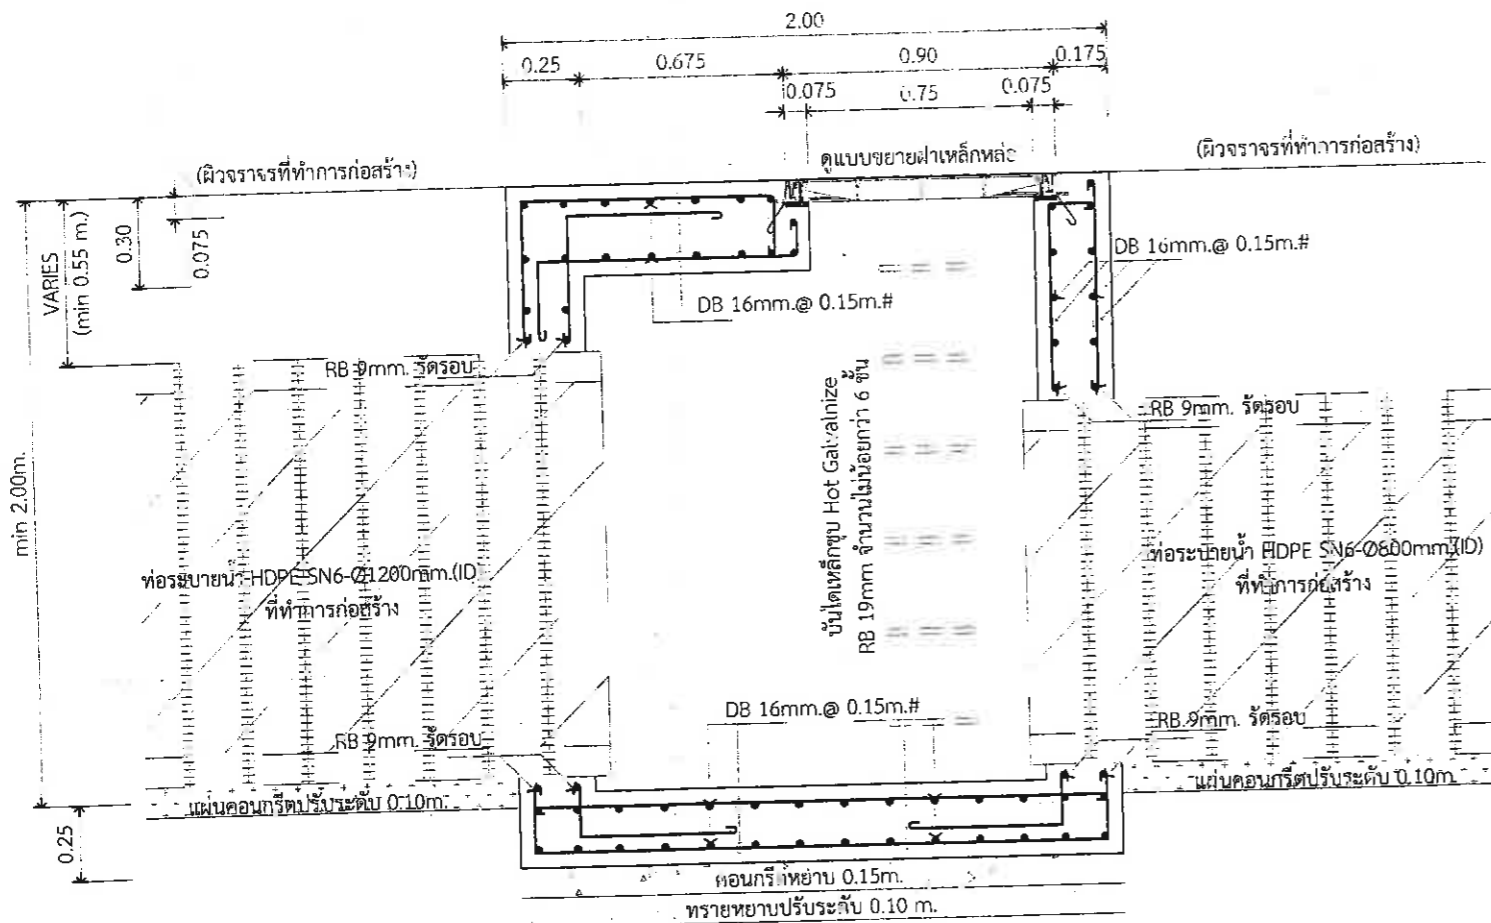 2.00
0.25
0.675
0.90
0.175
0.075
0.75
0.075
(ผิวจราจรที่ทำการก่อสร้าง)
ดูแบบขยายฝาเหล็กหล่อ
(ผิวจราจรที่ทำการก่อสร้าง)
VARIES
(min 0.55 m.)
0.30
0.075
DB 16mm.@ 0.15m.#
DB 16mm.@ 0.15m.#
RB 9mm. รัดรอบ
RB 9mm. รัดรอบ
min 2.00m.
บันไดเหล็กชุบ Hot Galvalnize
RB 19mm จำนวนไม่น้อยกว่า 6 ขั้น
ท่อระบายน้ำ HDPE SN6-Ø1200mm.(ID)
ที่ทำการก่อสร้าง
ท่อระบายน้ำ HDPE SN6-Ø800mm.(ID)
ที่ทำการก่อสร้าง
DB 16mm.@ 0.15m.#
RB 9mm. รัดรอบ
RB 9mm. รัดรอบ
แผ่นคอนกรีตปรับระดับ 0.10m.
แผ่นคอนกรีตปรับระดับ 0.10m.
0.25
คอนกรีตหยาบ 0.15m.
ทรายหยาบปรับระดับ 0.10 m.